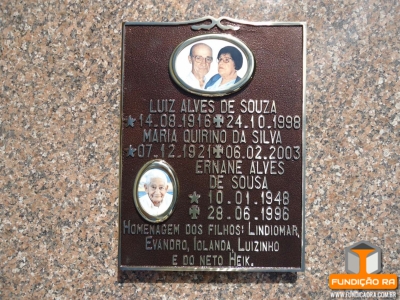 LUIZ ALVES DE SOUZA
★14.08.1916✠24.10.1998
MARIA QUIRINO DA SILVA
★07.12.1921✠06.02.2003
ERNANE ALVES
DE SOUSA
★ 10.01.1948
✠ 28.06.1996
HOMENAGEM DOS FILHOS: LINDIOMAR,
EVANDRO, IOLANDA, LUIZINHO
E DO NETO HEIK.
FUNDIÇÃO RA
WWW.FUNDICAORA.COM.BR